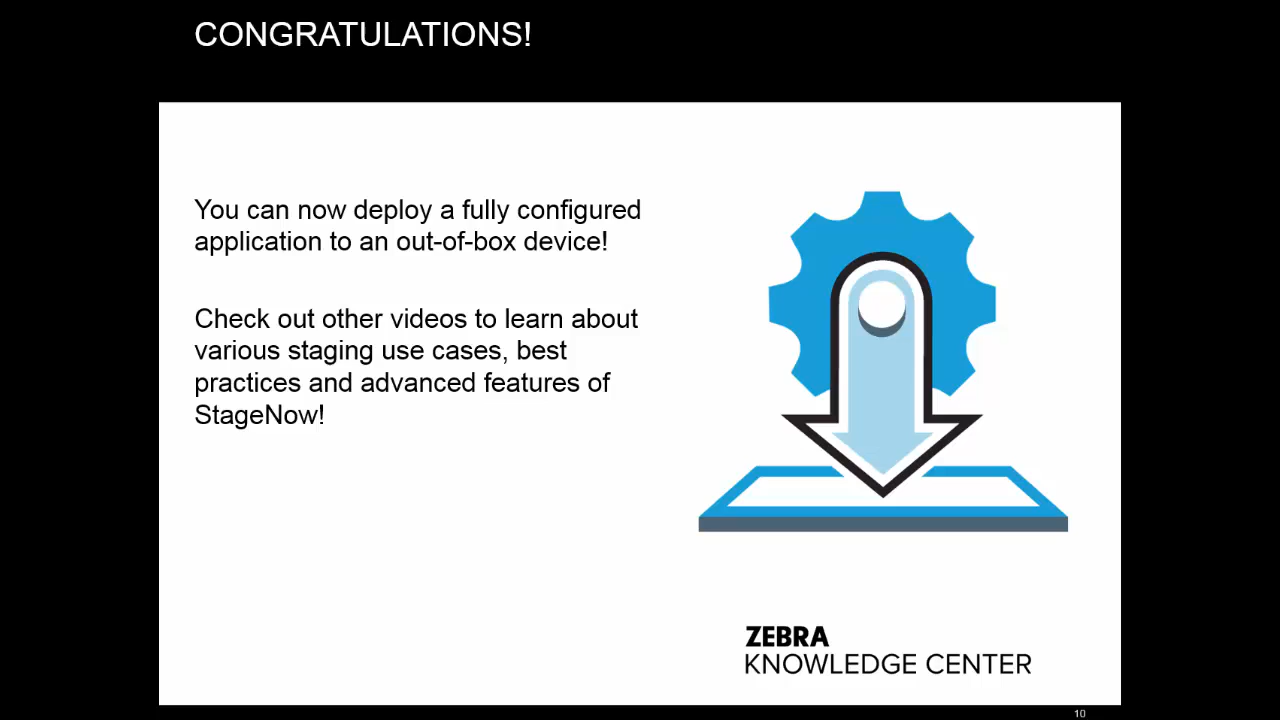 CONGRATULATIONS!
You can now deploy a fully configured
application to an out-of-box device!
Check out other videos to learn about
various staging use cases, best
practices and advanced features of
StageNow!
ZEBRA
KNOWLEDGE CENTER
10